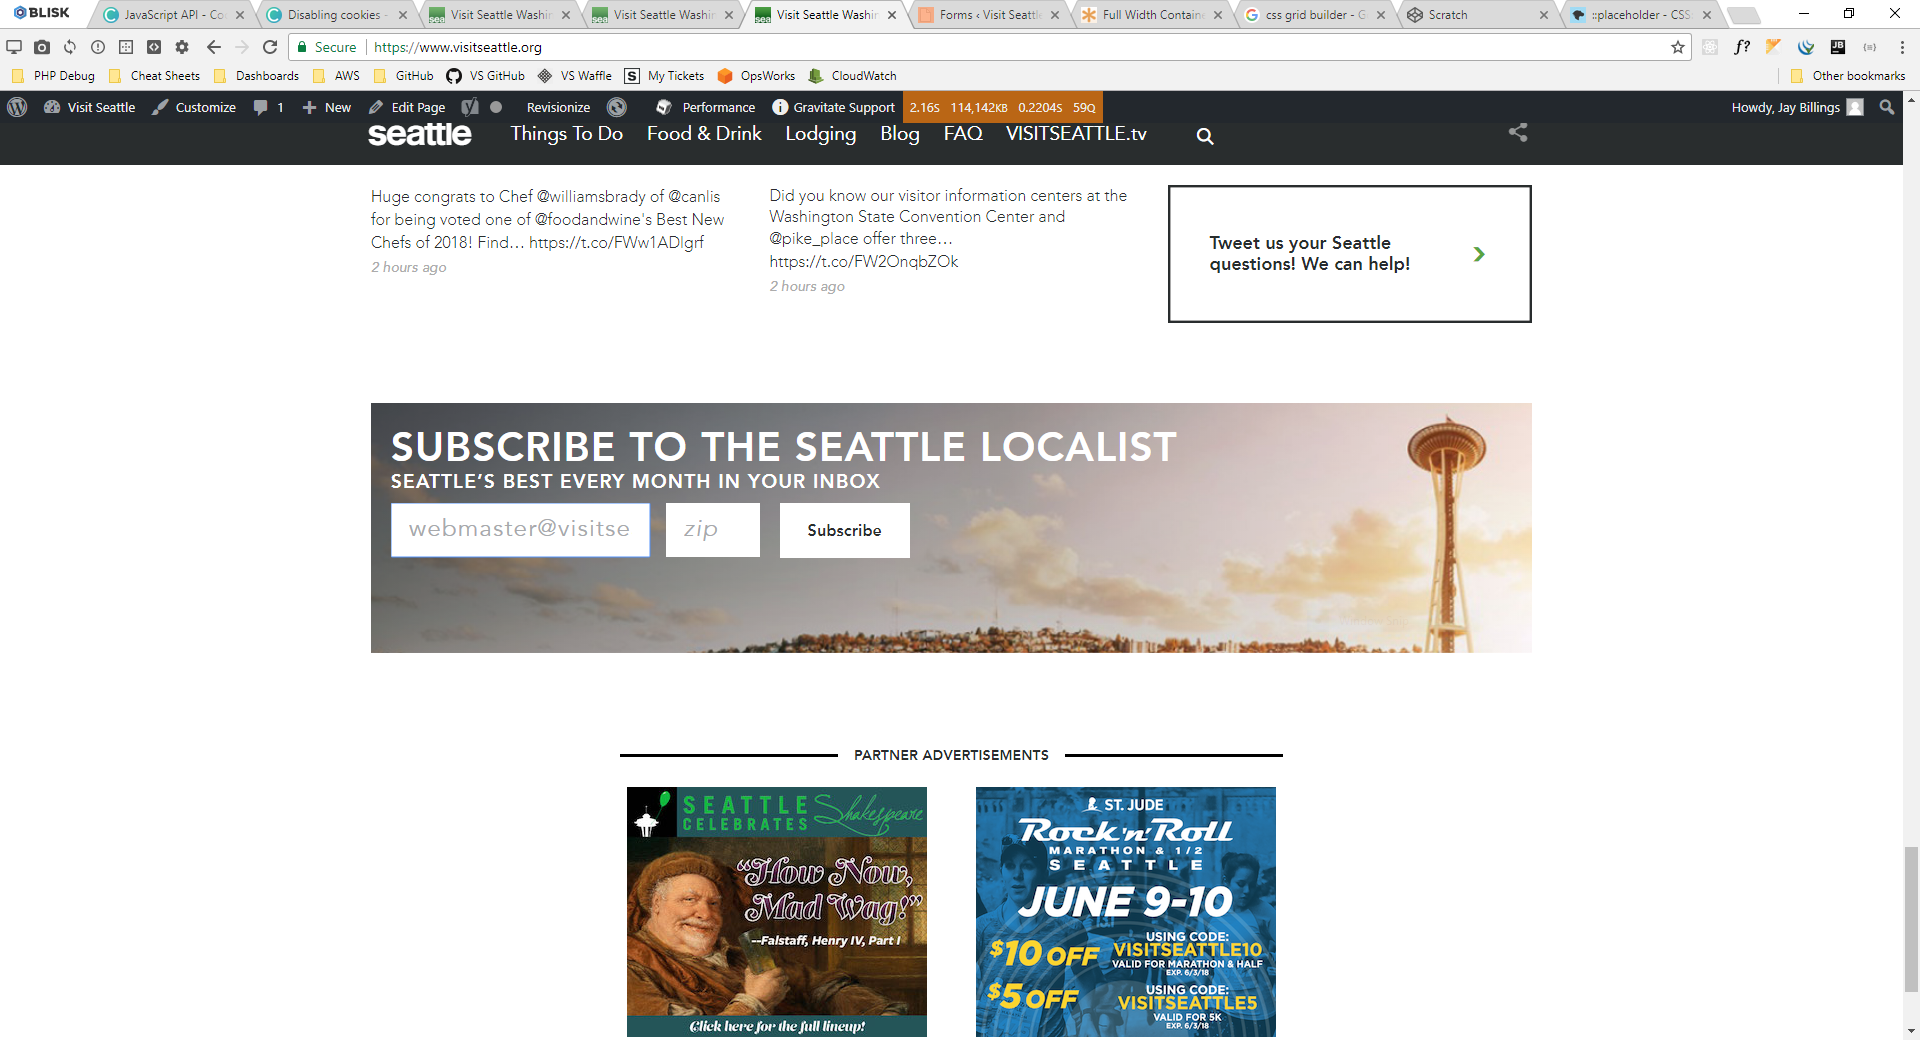 BLISK
JavaScript API - Co
Disabling cookies -
Visit Seattle Washin
Visit Seattle Washin
Visit Seattle Washin
Forms ‹ Visit Seattle
Full Width Containe
css grid builder - G
Scratch
::placeholder - CSS
Secure
https://www.visitseattle.org
f?
JB
PHP Debug
Cheat Sheets
Dashboards
AWS
GitHub
VS GitHub
VS Waffle
My Tickets
OpsWorks
CloudWatch
Other bookmarks
Visit Seattle
Customize
1
New
Edit Page
Revisionize
Performance
Gravitate Support
2.16S 114,142KB 0.2204S 59Q
Howdy, Jay Billings
seattle
Things To Do
Food & Drink
Lodging
Blog
FAQ
VISITSEATTLE.tv
Huge congrats to Chef @williamsbrady of @canlis
for being voted one of @foodandwine's Best New
Chefs of 2018! Find… https://t.co/FWw1ADlgrf
2 hours ago
Did you know our visitor information centers at the
Washington State Convention Center and
@pike_place offer three…
https://t.co/FW2OnqbZOk
2 hours ago
Tweet us your Seattle
questions! We can help!
SUBSCRIBE TO THE SEATTLE LOCALIST
SEATTLE'S BEST EVERY MONTH IN YOUR INBOX
webmaster@visitse
zip
Subscribe
PARTNER ADVERTISEMENTS
SEATTLE
CELEBRATES
Shakespeare
"How Now,
Mad Wag!"
--Falstaff, Henry IV, Part I
Click here for the full lineup!
ST. JUDE
Rock 'n' Roll
MARATHON & 1/2
SEATTLE
JUNE 9-10
$10 OFF
USING CODE:
VISITSEATTLE10
VALID FOR MARATHON & HALF
EXP. 6/3/18
$5 OFF
USING CODE:
VISITSEATTLE5
VALID FOR 5K
EXP. 6/3/18